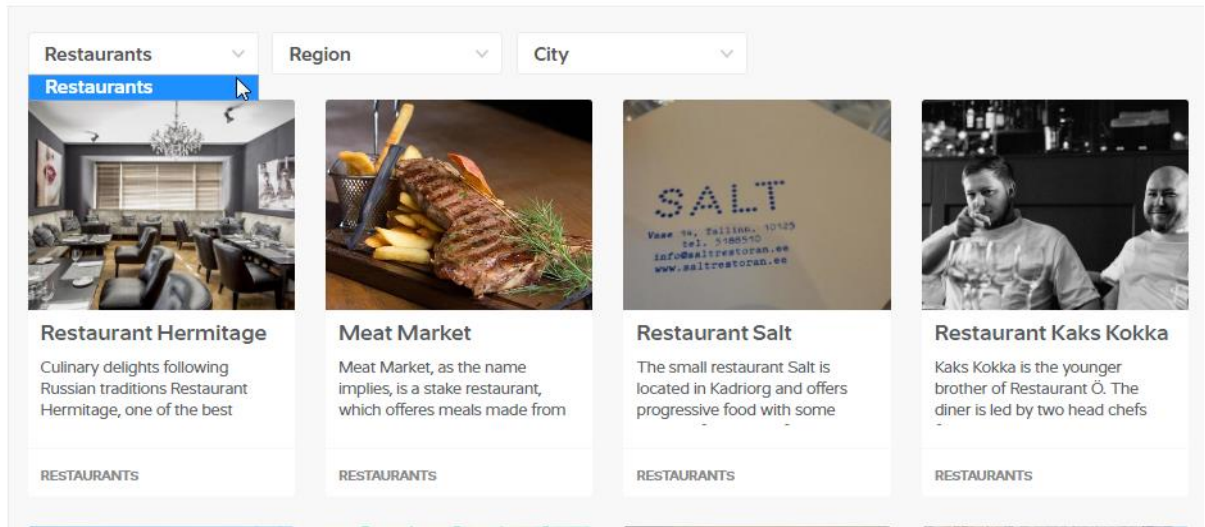 Restaurants
Region
City
Restaurants
SALT
Vase 14, Tallinn, 10125
tel. 5188510
info@saltrestoran.ee
www.saltrestoran.ee
Restaurant Hermitage
Culinary delights following
Russian traditions Restaurant
Hermitage, one of the best
RESTAURANTS
Meat Market
Meat Market, as the name
implies, is a stake restaurant,
which offeres meals made from
RESTAURANTS
Restaurant Salt
The small restaurant Salt is
located in Kadriorg and offers
progressive food with some
RESTAURANTS
Restaurant Kaks Kokka
Kaks Kokka is the younger
brother of Restaurant Ö. The
diner is led by two head chefs
RESTAURANTS